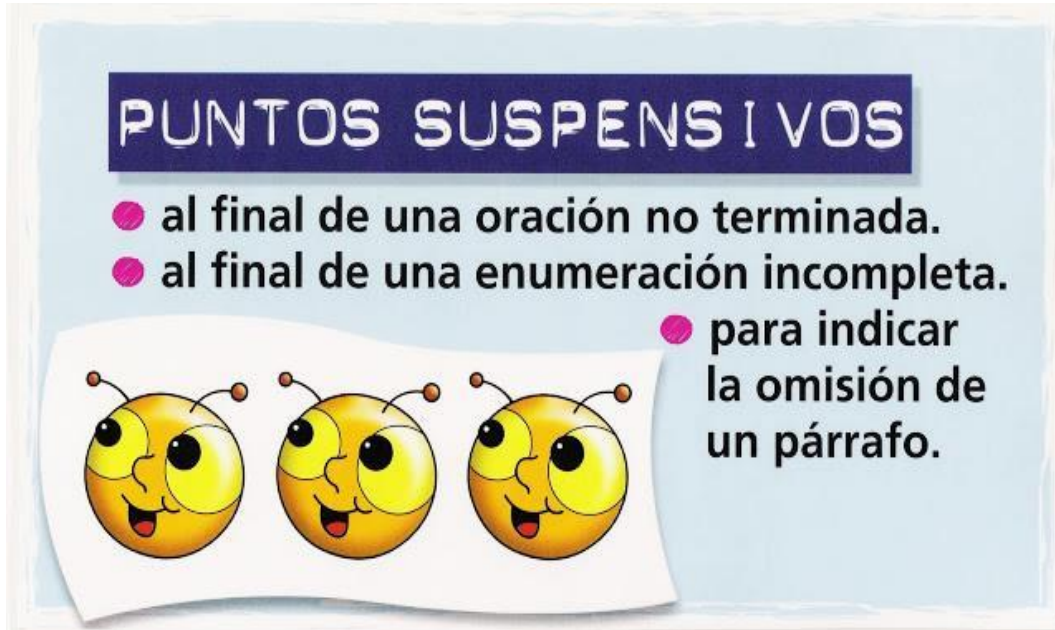 PUNTOS SUSPENSIVOS
al final de una oración no terminada.
al final de una enumeración incompleta.
para indicar
la omisión de
un párrafo.